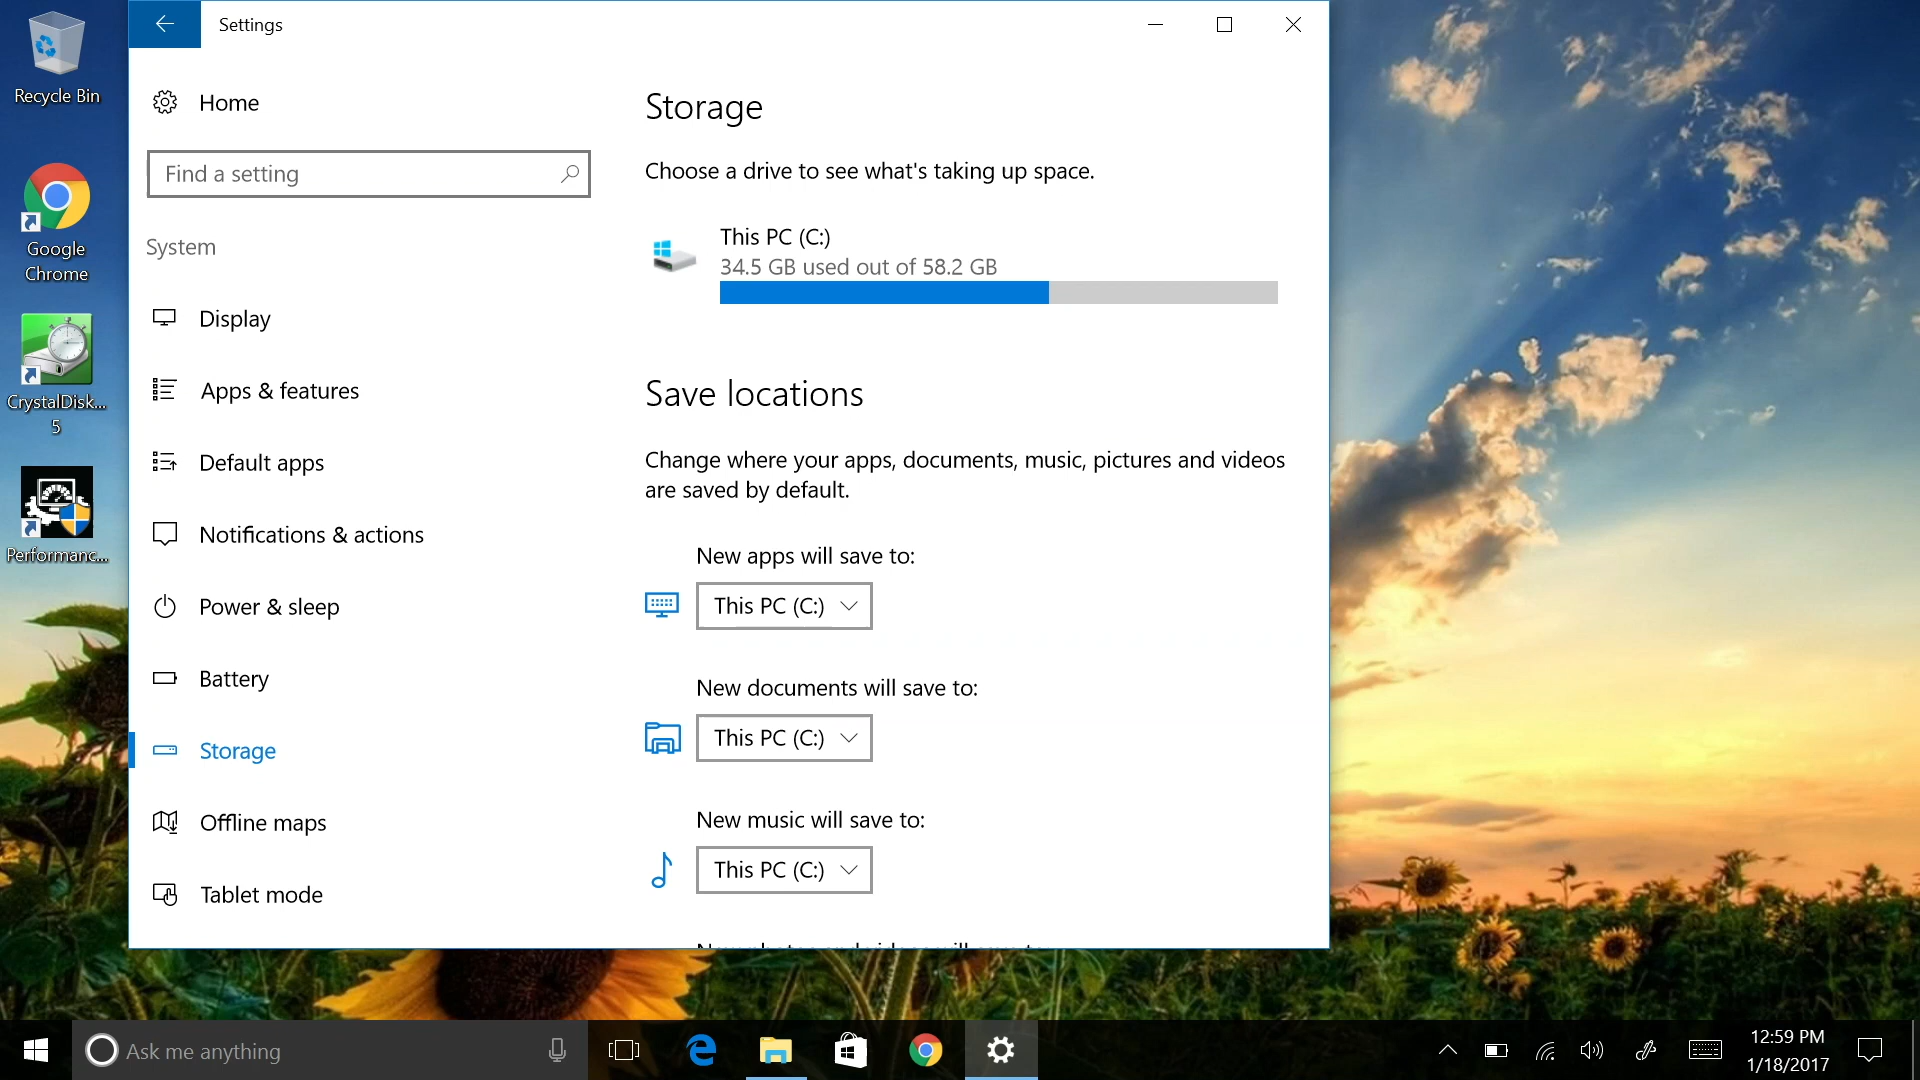 Recycle Bin
Google
Chrome
CrystalDisk...
5
Performanc...
Settings
Home
Find a setting
System
Display
Apps & features
Default apps
Notifications & actions
Power & sleep
Battery
Storage
Offline maps
Tablet mode
Storage
Choose a drive to see what's taking up space.
This PC (C:)
34.5 GB used out of 58.2 GB
Save locations
Change where your apps, documents, music, pictures and videos
are saved by default.
New apps will save to:
This PC (C:)
New documents will save to:
This PC (C:)
New music will save to:
This PC (C:)
Ask me anything
12:59 PM
1/18/2017